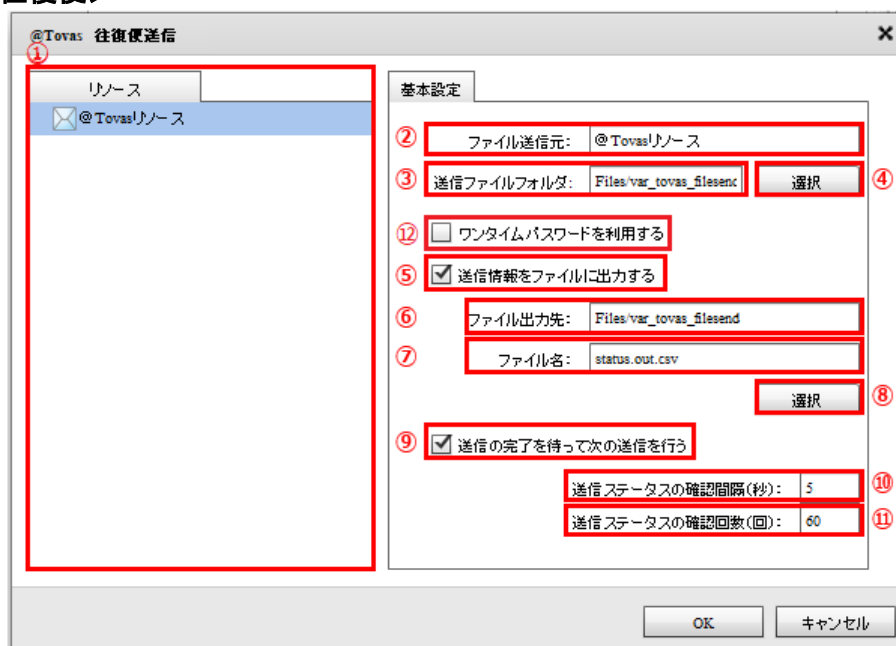 @Tovas 往復便送信
①
リソース
@Tovasリソース
基本設定
② ファイル送信元: @Tovasリソース
③ 送信ファイルフォルダ: Files/var_tovas_filesend 選択 ④
⑫ ワンタイムパスワードを利用する
⑤ 送信情報をファイルに出力する
⑥ ファイル出力先: Files/var_tovas_filesend
⑦ ファイル名: status.out.csv
選択 ⑧
⑨ 送信の完了を待って次の送信を行う
送信ステータスの確認間隔(秒): 5 ⑩
送信ステータスの確認回数(回): 60 ⑪
OK キャンセル